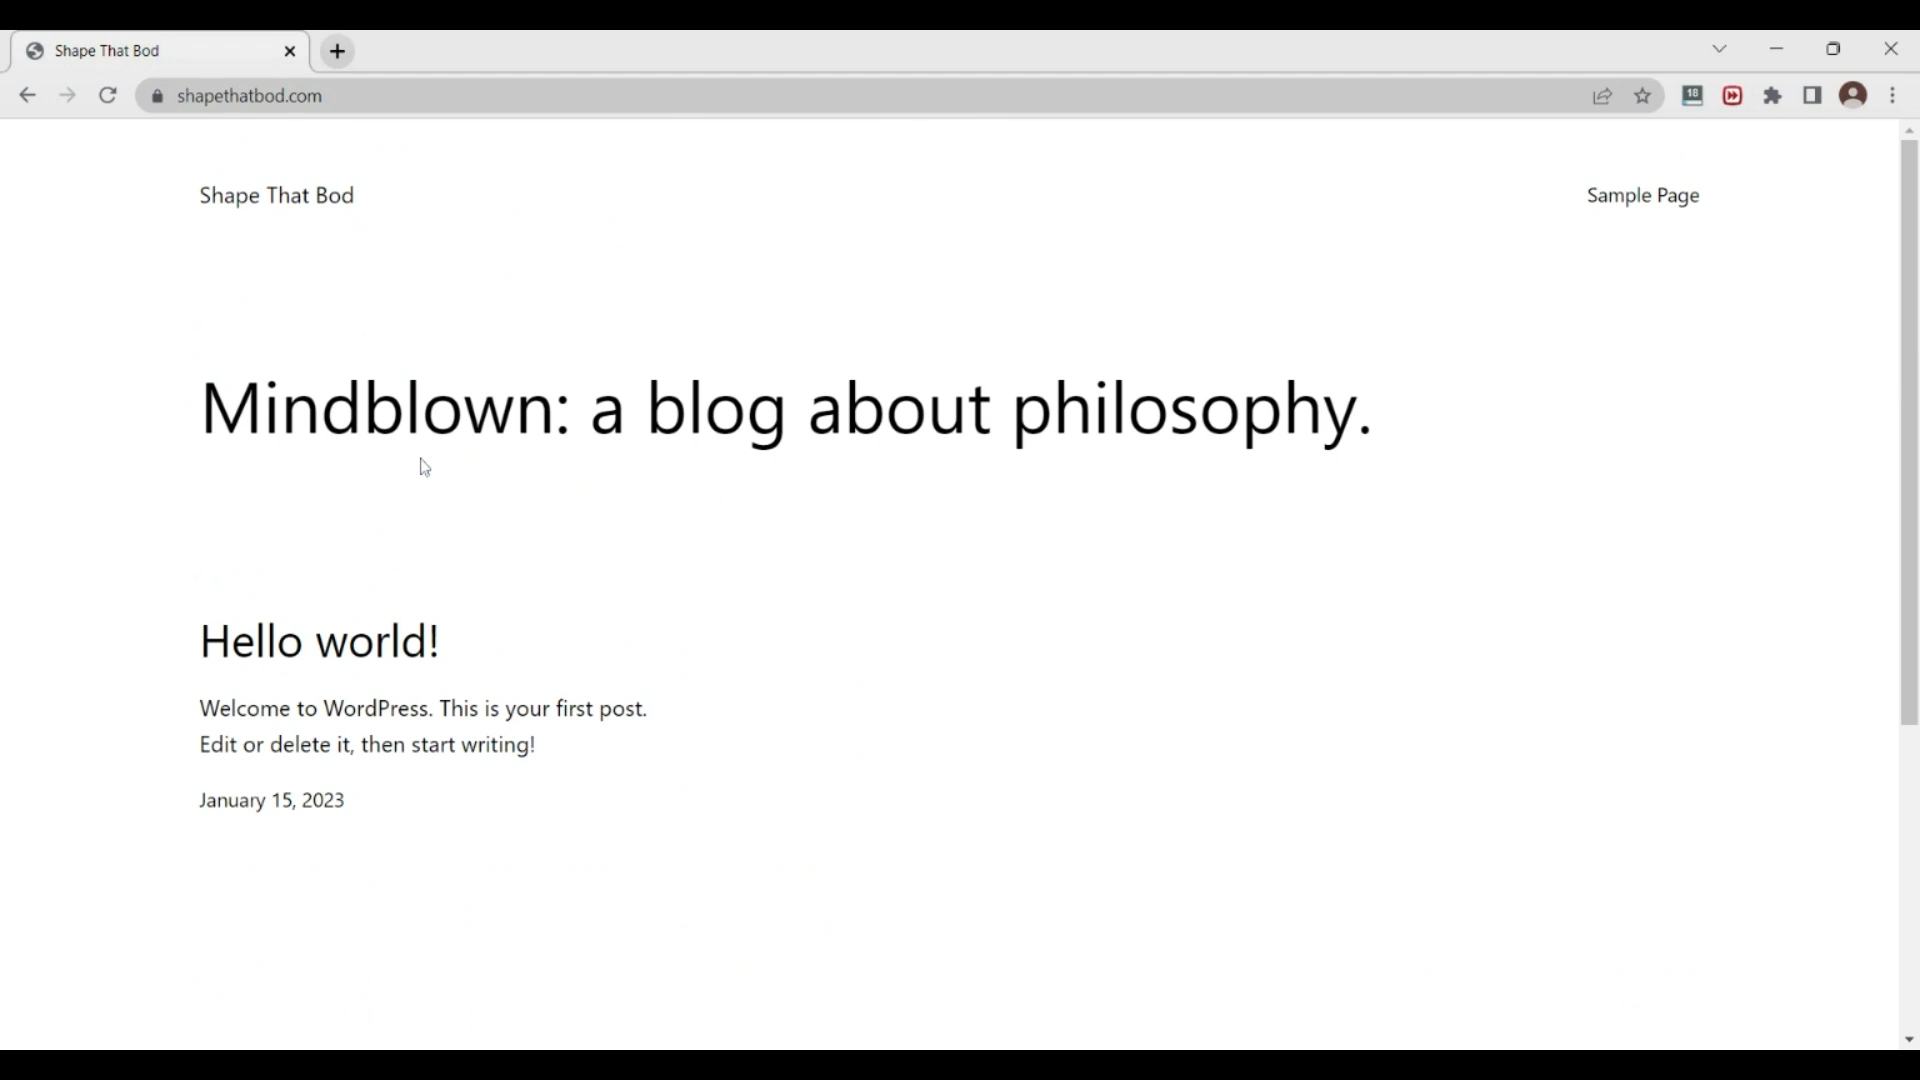 Shape That Bod
shapethatbod.com
18
Shape That Bod
Sample Page
Mindblown: a blog about philosophy.
Hello world!
Welcome to WordPress. This is your first post.
Edit or delete it, then start writing!
January 15, 2023